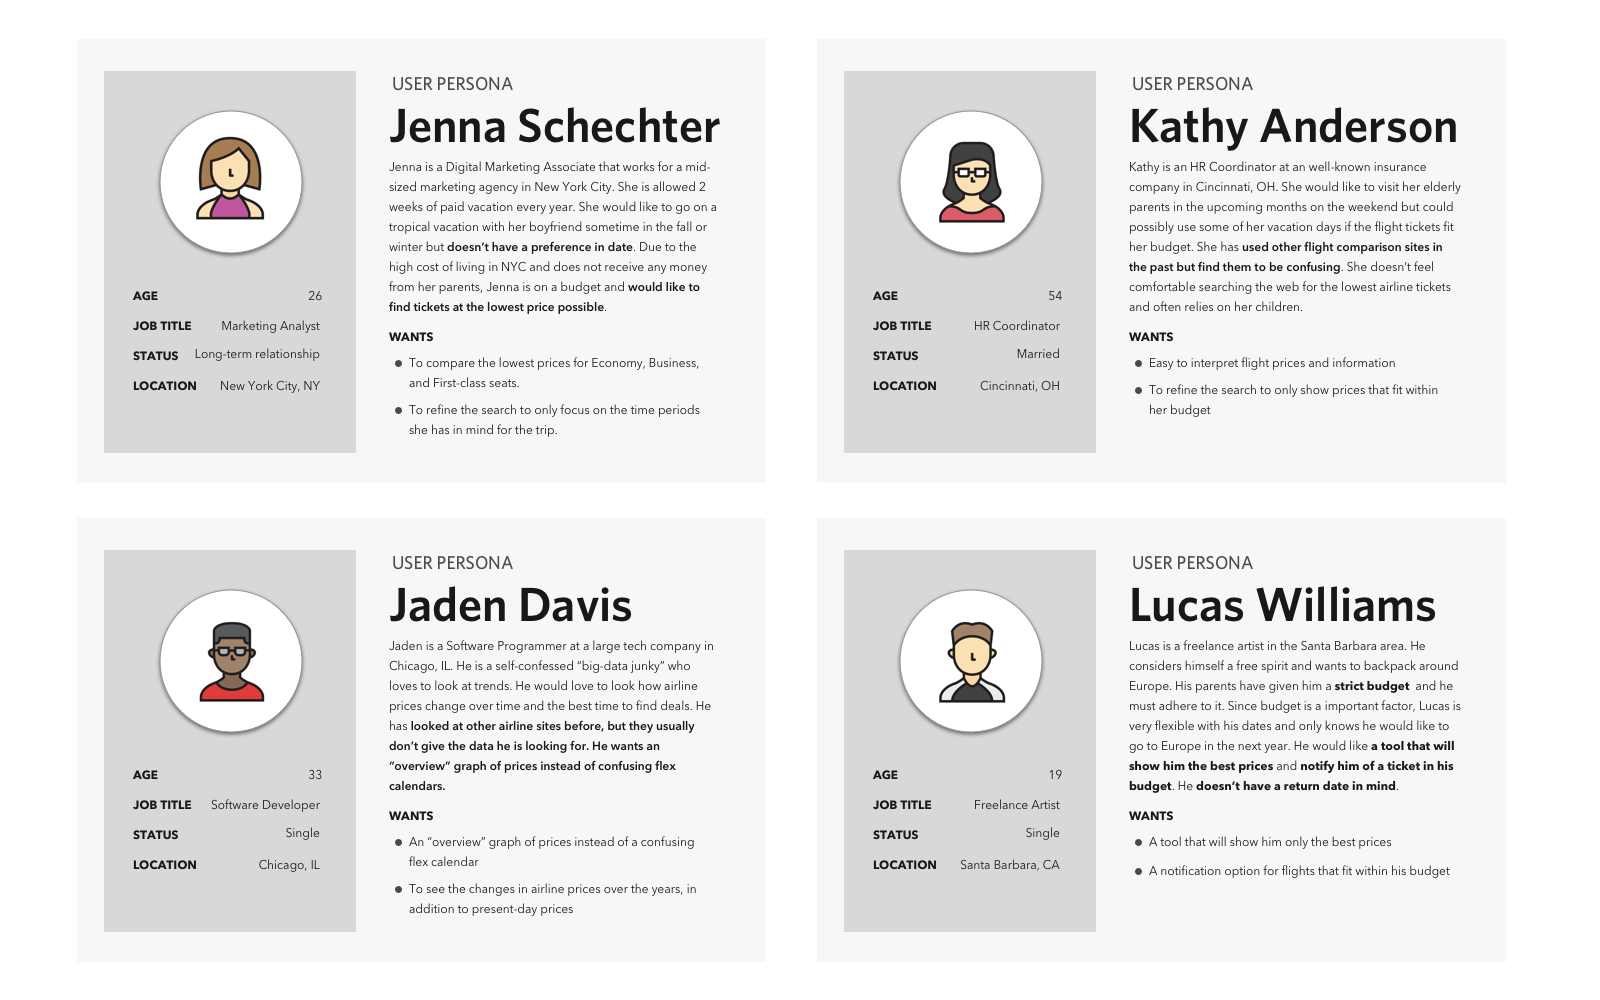 USER PERSONA
Jenna Schechter
Jenna is a Digital Marketing Associate that works for a mid-
sized marketing agency in New York City. She is allowed 2
weeks of paid vacation every year. She would like to go on a
tropical vacation with her boyfriend sometime in the fall or
winter but doesn’t have a preference in date. Due to the
high cost of living in NYC and does not receive any money
from her parents, Jenna is on a budget and would like to
find tickets at the lowest price possible.
WANTS
● To compare the lowest prices for Economy, Business,
and First-class seats.
● To refine the search to only focus on the time periods
she has in mind for the trip.
AGE 26
JOB TITLE Marketing Analyst
STATUS Long-term relationship
LOCATION New York City, NY
USER PERSONA
Kathy Anderson
Kathy is an HR Coordinator at an well-known insurance
company in Cincinnati, OH. She would like to visit her elderly
parents in the upcoming months on the weekend but could
possibly use some of her vacation days if the flight tickets fit
her budget. She has used other flight comparison sites in
the past but find them to be confusing. She doesn’t feel
comfortable searching the web for the lowest airline tickets
and often relies on her children.
WANTS
● Easy to interpret flight prices and information
● To refine the search to only show prices that fit within
her budget
AGE 54
JOB TITLE HR Coordinator
STATUS Married
LOCATION Cincinnati, OH
USER PERSONA
Jaden Davis
Jaden is a Software Programmer at a large tech company in
Chicago, IL. He is a self-confessed “big-data junky” who
loves to look at trends. He would love to look how airline
prices change over time and the best time to find deals. He
has looked at other airline sites before, but they usually
don’t give the data he is looking for. He wants an
“overview” graph of prices instead of confusing flex
calendars.
WANTS
● An “overview” graph of prices instead of a confusing
flex calendar
● To see the changes in airline prices over the years, in
addition to present-day prices
AGE 33
JOB TITLE Software Developer
STATUS Single
LOCATION Chicago, IL
USER PERSONA
Lucas Williams
Lucas is a freelance artist in the Santa Barbara area. He
considers himself a free spirit and wants to backpack around
Europe. His parents have given him a strict budget and he
must adhere to it. Since budget is a important factor, Lucas is
very flexible with his dates and only knows he would like to
go to Europe in the next year. He would like a tool that will
show him the best prices and notify him of a ticket in his
budget. He doesn’t have a return date in mind.
WANTS
● A tool that will show him only the best prices
● A notification option for flights that fit within his budget
AGE 19
JOB TITLE Freelance Artist
STATUS Single
LOCATION Santa Barbara, CA